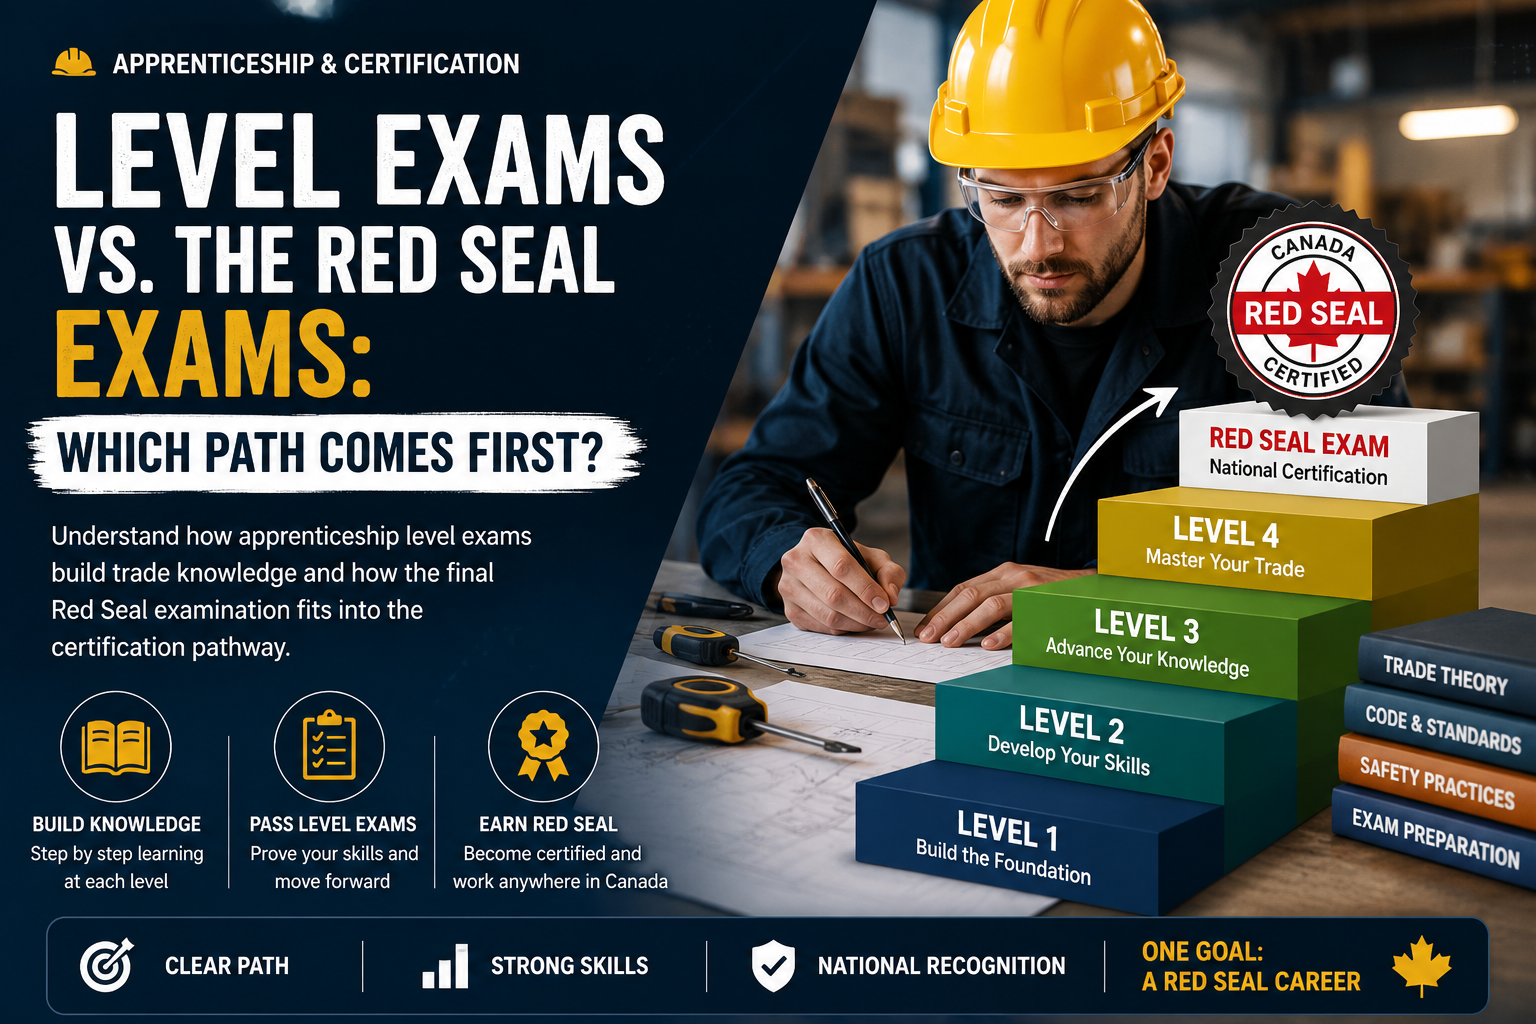 APPRENTICESHIP & CERTIFICATION
LEVEL EXAMS
VS. THE RED SEAL
EXAMS:
WHICH PATH COMES FIRST?
Understand how apprenticeship level exams
build trade knowledge and how the final
Red Seal examination fits into the
certification pathway.
BUILD KNOWLEDGE
Step by step learning
at each level
PASS LEVEL EXAMS
Prove your skills and
move forward
EARN RED SEAL
Become certified and
work anywhere in Canada
CANADA
RED SEAL
CERTIFIED
RED SEAL EXAM
National Certification
LEVEL 4
Master Your Trade
LEVEL 3
Advance Your Knowledge
LEVEL 2
Develop Your Skills
LEVEL 1
Build the Foundation
TRADE THEORY
CODE & STANDARDS
SAFETY PRACTICES
EXAM PREPARATION
CLEAR PATH
STRONG SKILLS
NATIONAL RECOGNITION
ONE GOAL:
A RED SEAL CAREER